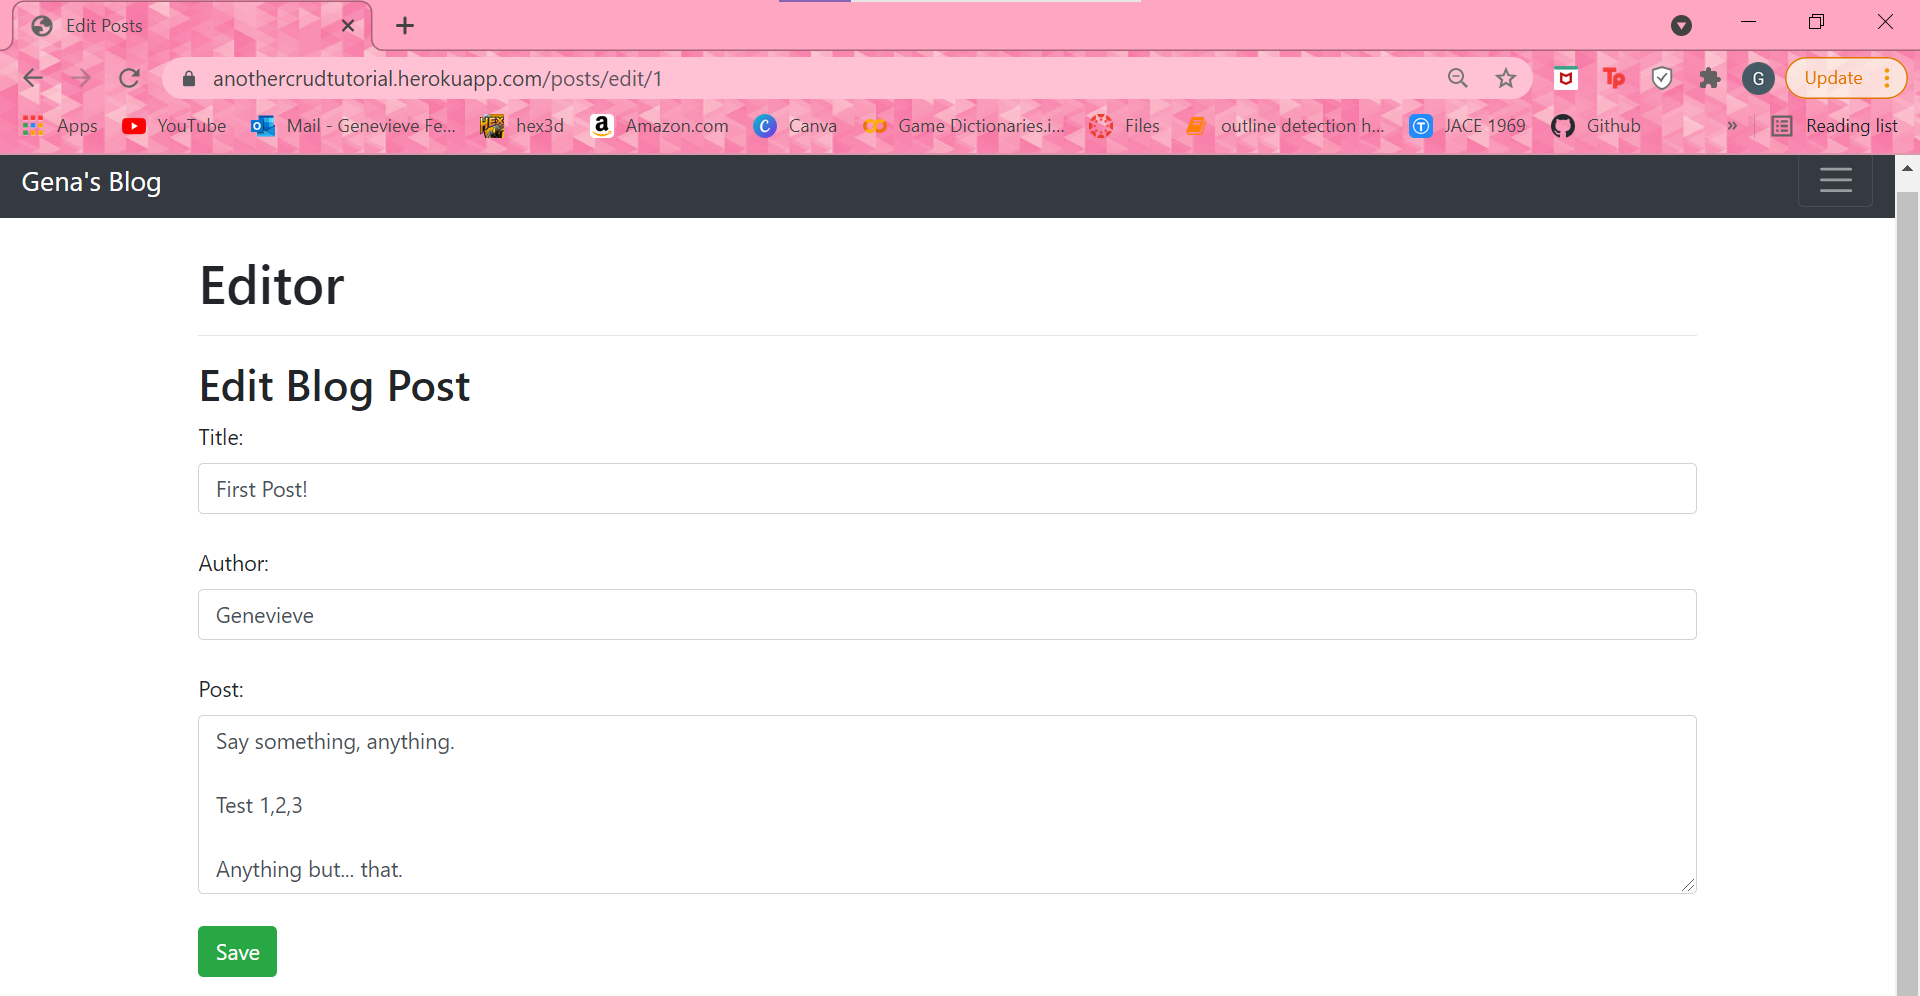 Edit Posts
anothercrudtutorial.herokuapp.com/posts/edit/1
Tp
G
Update
Apps
YouTube
Mail - Genevieve Fe...
hex3d
Amazon.com
Canva
Game Dictionaries.i...
Files
outline detection h...
JACE 1969
Github
»
Reading list
Gena's Blog
Editor
Edit Blog Post
Title:
First Post!
Author:
Genevieve
Post:
Say something, anything.
Test 1,2,3
Anything but... that.
Save